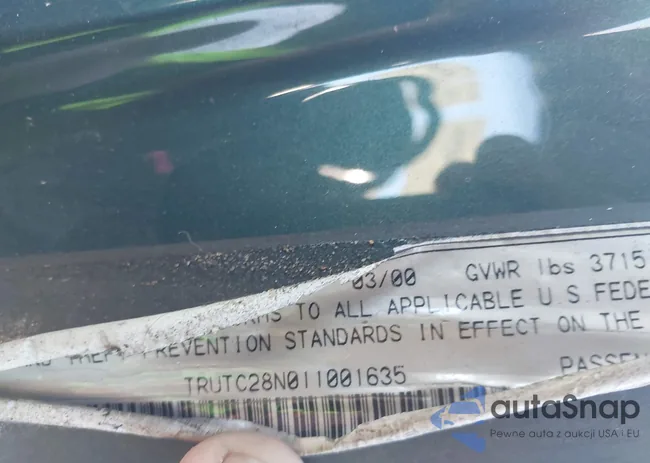 03/00 GVWR lbs 3715
TO ALL APPLICABLE U.S.FEDE
PREVENTION STANDARDS IN EFFECT ON THE
TRUTC28N011001635 PASSEN
autaSnap
Pewne auta z aukcji USA i EU